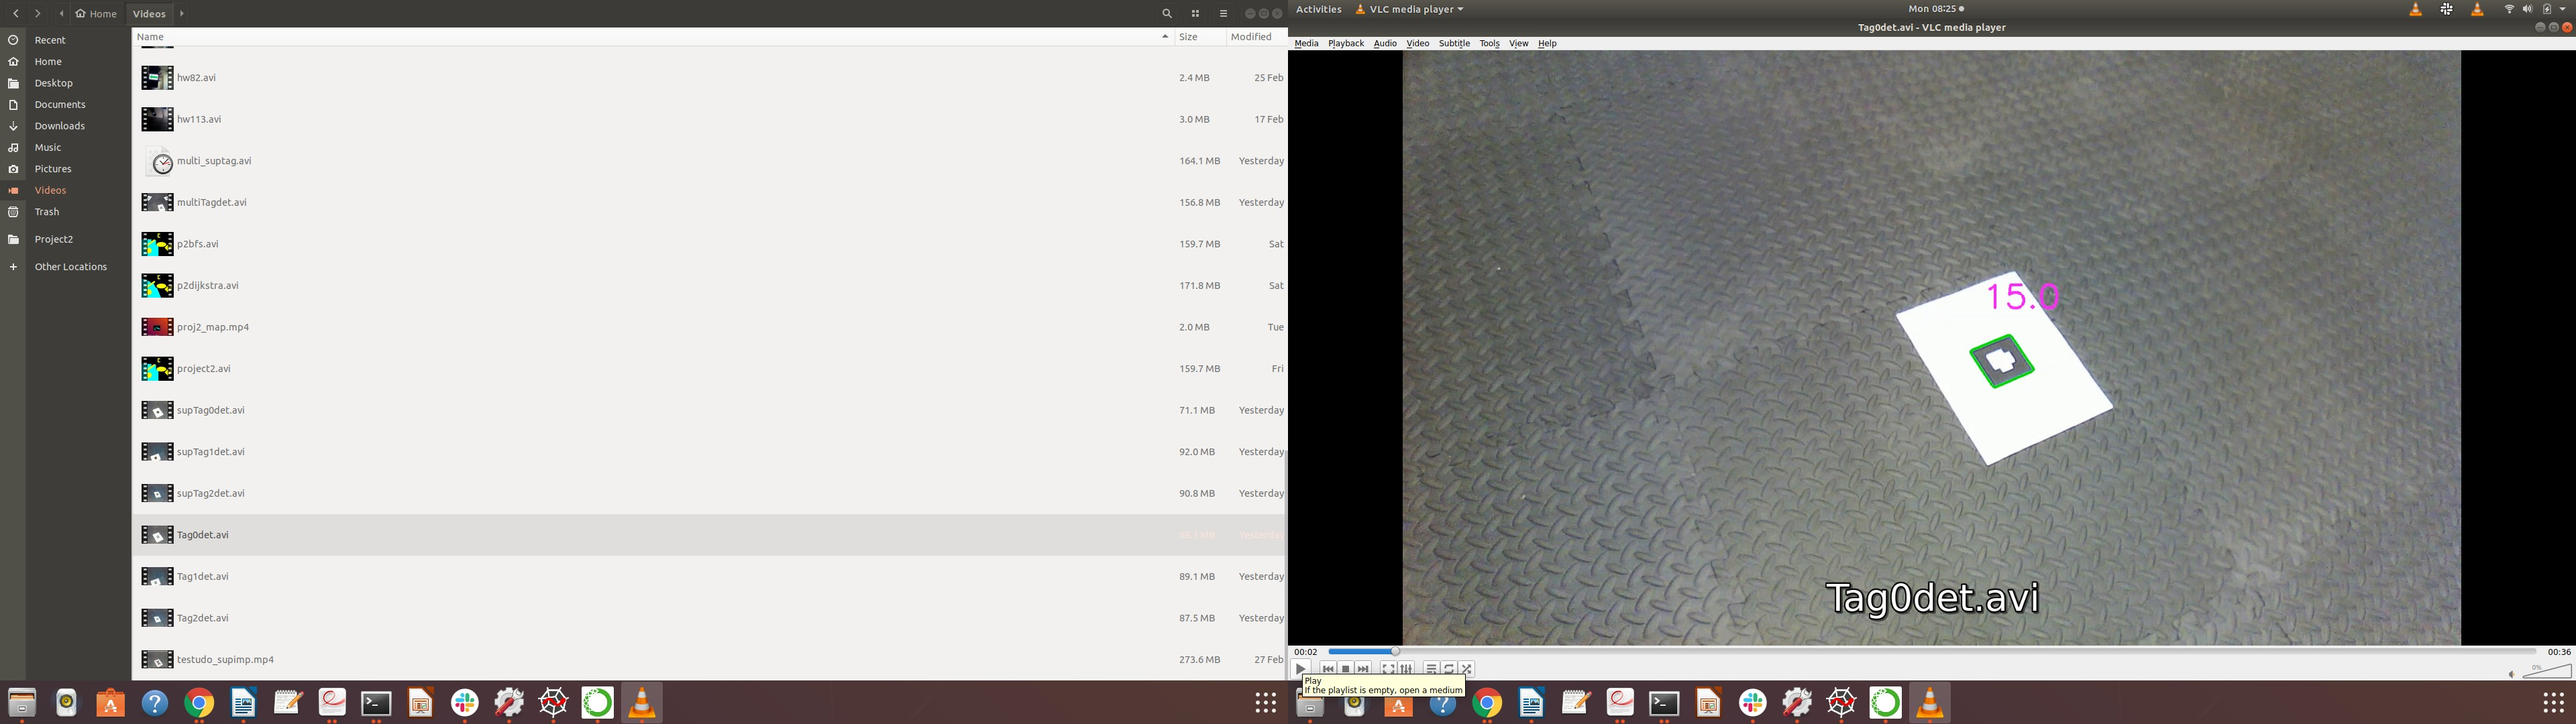 Home
Videos
Name
Size
Modified
Recent
Home
Desktop
Documents
Downloads
Music
Pictures
Videos
Trash
Project2
Other Locations
hw82.avi 2.4 MB 25 Feb
hw113.avi 3.0 MB 17 Feb
multi_suptag.avi 164.1 MB Yesterday
multiTagdet.avi 156.8 MB Yesterday
p2bfs.avi 159.7 MB Sat
p2dijkstra.avi 171.8 MB Sat
proj2_map.mp4 2.0 MB Tue
project2.avi 159.7 MB Fri
supTag0det.avi 71.1 MB Yesterday
supTag1det.avi 92.0 MB Yesterday
supTag2det.avi 90.8 MB Yesterday
Tag0det.avi Yesterday
Tag1det.avi 89.1 MB Yesterday
Tag2det.avi 87.5 MB Yesterday
testudo_supimp.mp4 273.6 MB 27 Feb
Activities VLC media player Mon 08:25
Tag0det.avi - VLC media player
Media Playback Audio Video Subtitle Tools View Help
15.0
Tag0det.avi
00:02 00:36
0%
Play
If the playlist is empty, open a medium